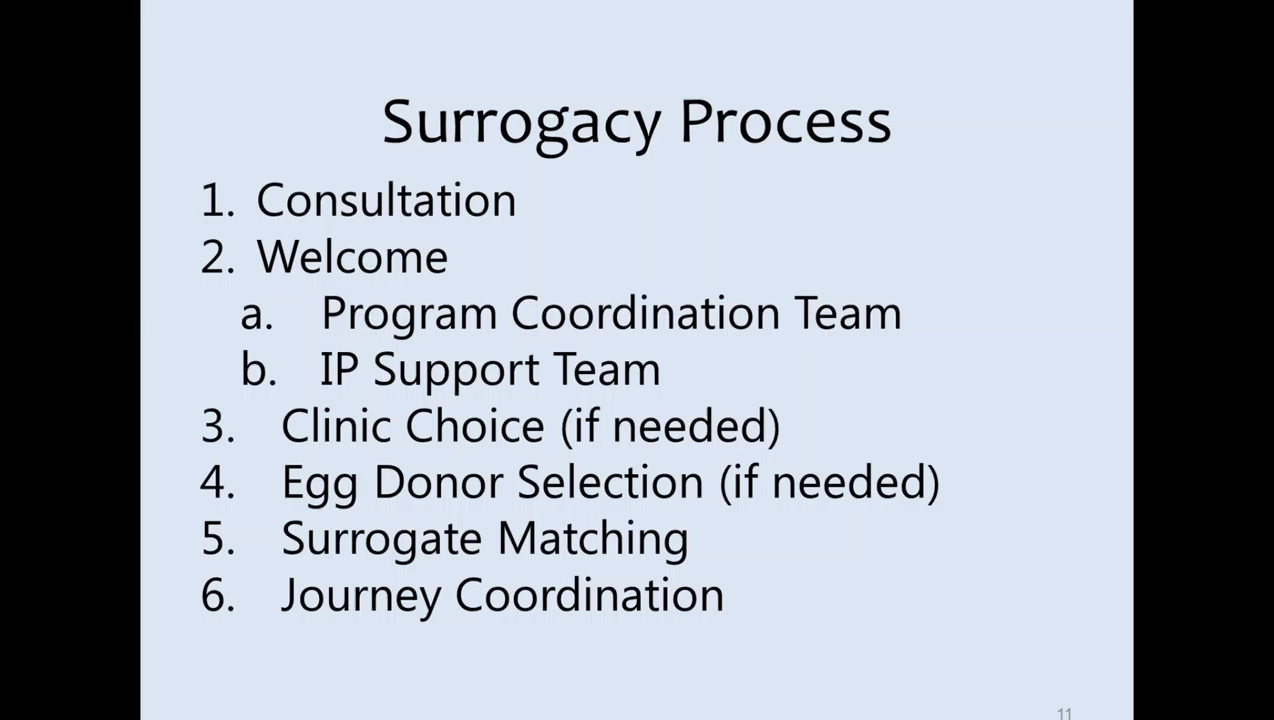 Surrogacy Process
1. Consultation
2. Welcome
a. Program Coordination Team
b. IP Support Team
3. Clinic Choice (if needed)
4. Egg Donor Selection (if needed)
5. Surrogate Matching
6. Journey Coordination
11